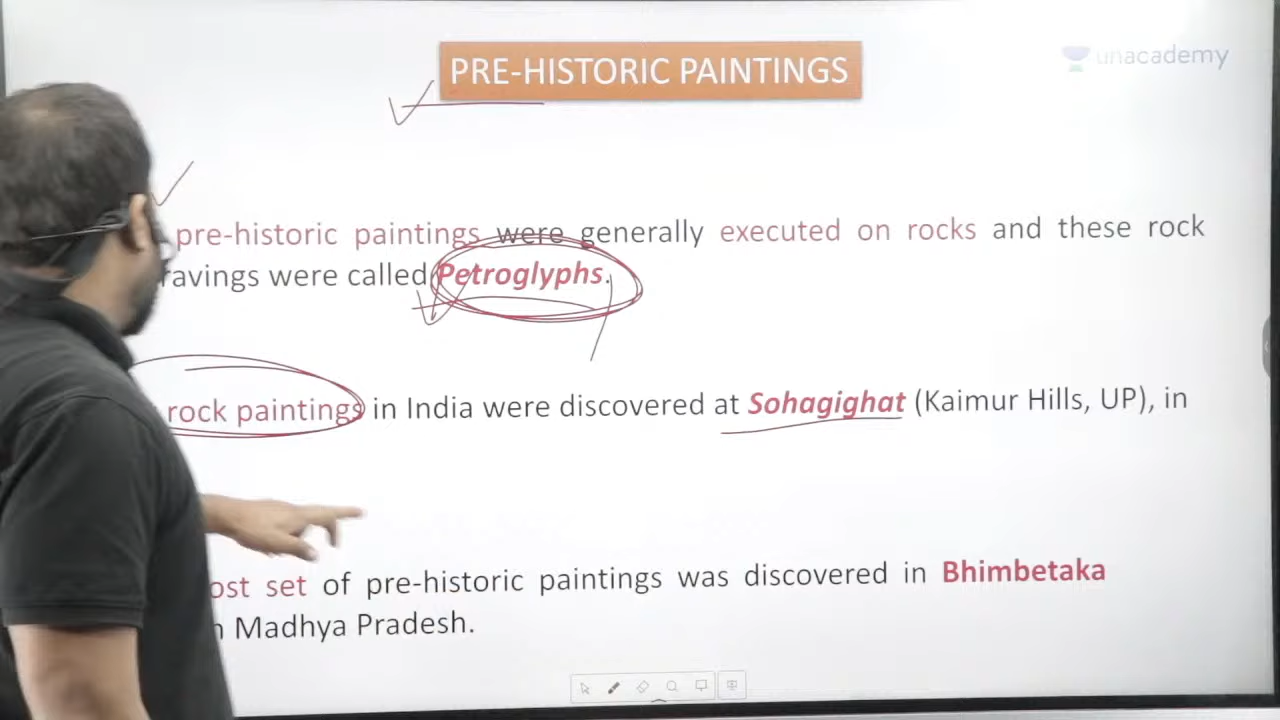 PRE-HISTORIC PAINTINGS
unacademy
pre-historic paintings were generally executed on rocks and these rock
ravings were called Petroglyphs.
rock paintings in India were discovered at Sohagighat (Kaimur Hills, UP), in
ost set of pre-historic paintings was discovered in Bhimbetaka
Madhya Pradesh.